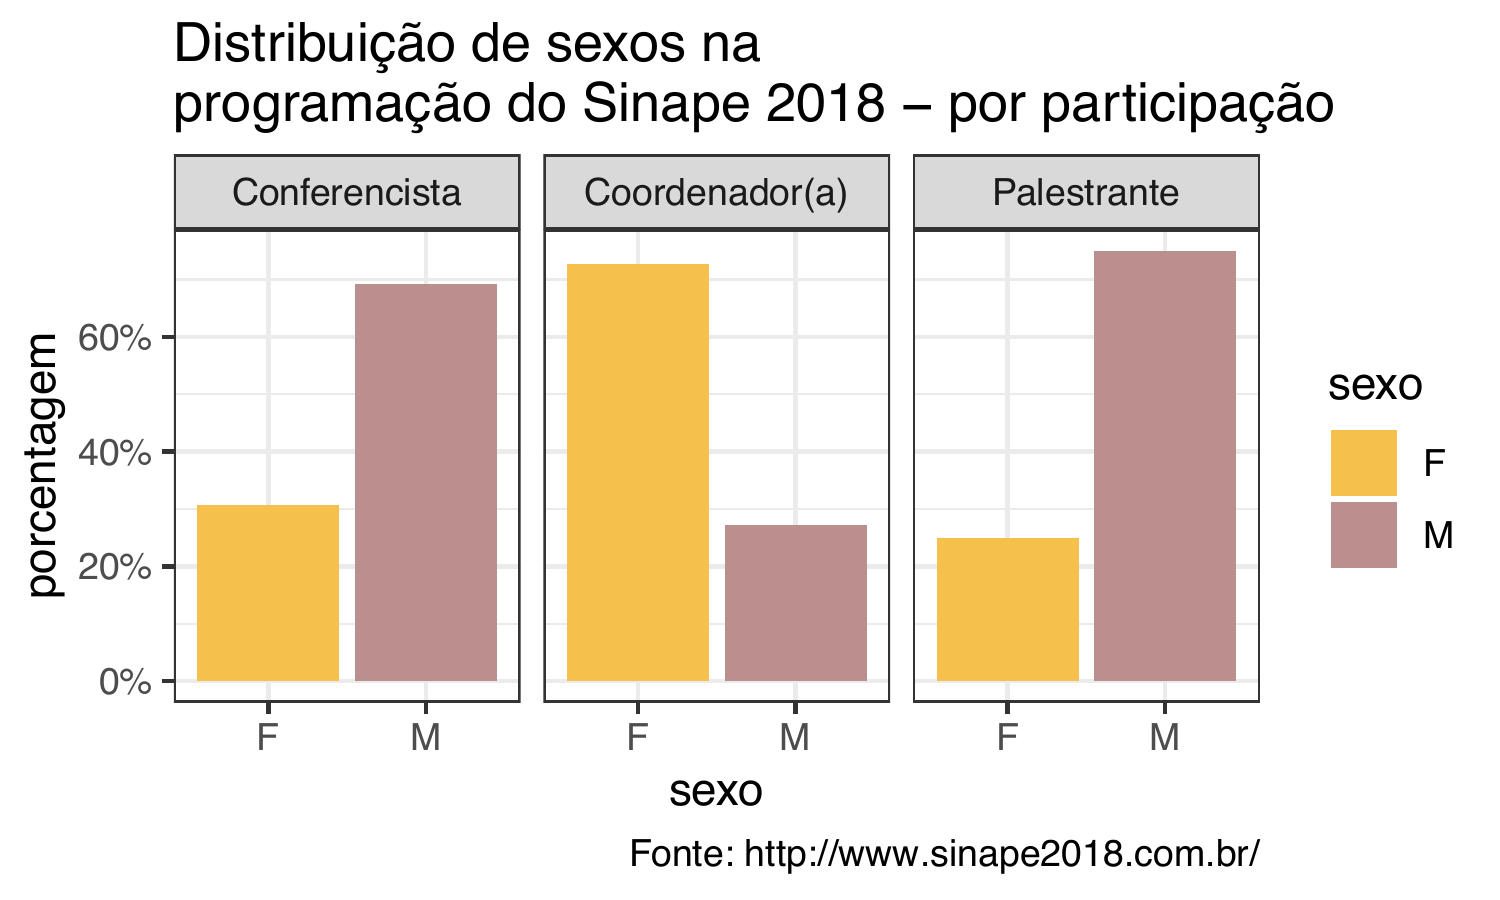 Distribuição de sexos na
programação do Sinape 2018 – por participação
Conferencista
Coordenador(a)
Palestrante
porcentagem
60%
40%
20%
0%
F
M
F
M
F
M
sexo
sexo
F
M
Fonte: http://www.sinape2018.com.br/